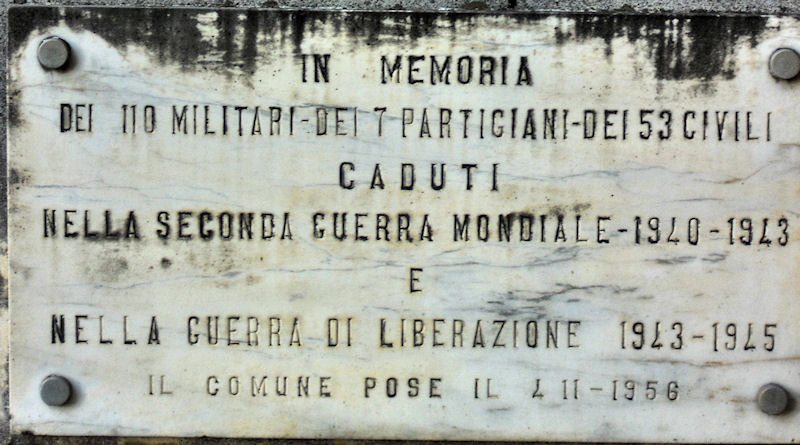 IN MEMORIA
DEI 110 MILITARI-DEI 7 PARTIGIANI-DEI 53 CIVILI
CADUTI
NELLA SECONDA GUERRA MONDIALE-1940-1943
E
NELLA GUERRA DI LIBERAZIONE 1943-1945
IL COMUNE POSE IL 4 11-1956